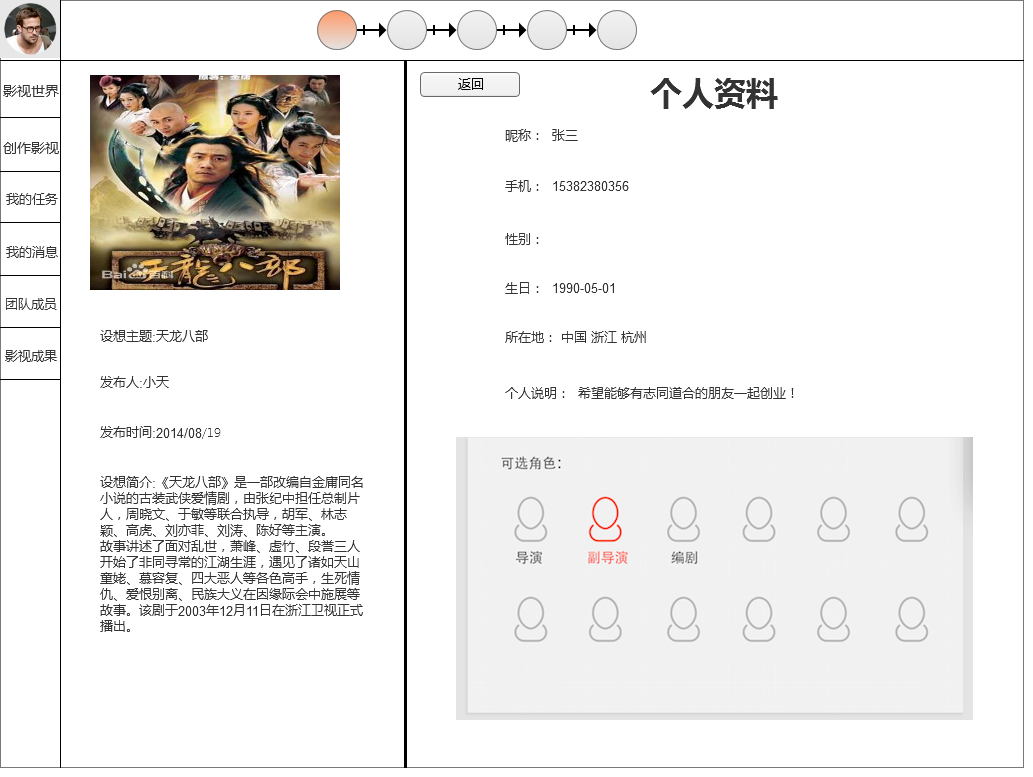 影视世界
创作影视
我的任务
我的消息
团队成员
影视成果
天龍八部
Bai 百科
设想主题:天龙八部
发布人:小天
发布时间:2014/08/19
设想简介:《天龙八部》是一部改编自金庸同名
小说的古装武侠爱情剧，由张纪中担任总制片
人，周晓文、于敏等联合执导，胡军、林志
颖、高虎、刘亦菲、刘涛、陈好等主演。
故事讲述了面对乱世，萧峰、虚竹、段誉三人
开始了非同寻常的江湖生涯，遇见了诸如天山
童姥、慕容复、四大恶人等各色高手，生死情
仇、爱恨别离、民族大义在因缘际会中施展等
故事。该剧于2003年12月11日在浙江卫视正式
播出。
返回
个人资料
昵称： 张三
手机： 15382380356
性别：
生日： 1990-05-01
所在地： 中国 浙江 杭州
个人说明： 希望能够有志同道合的朋友一起创业！
可选角色：
导演 副导演 编剧